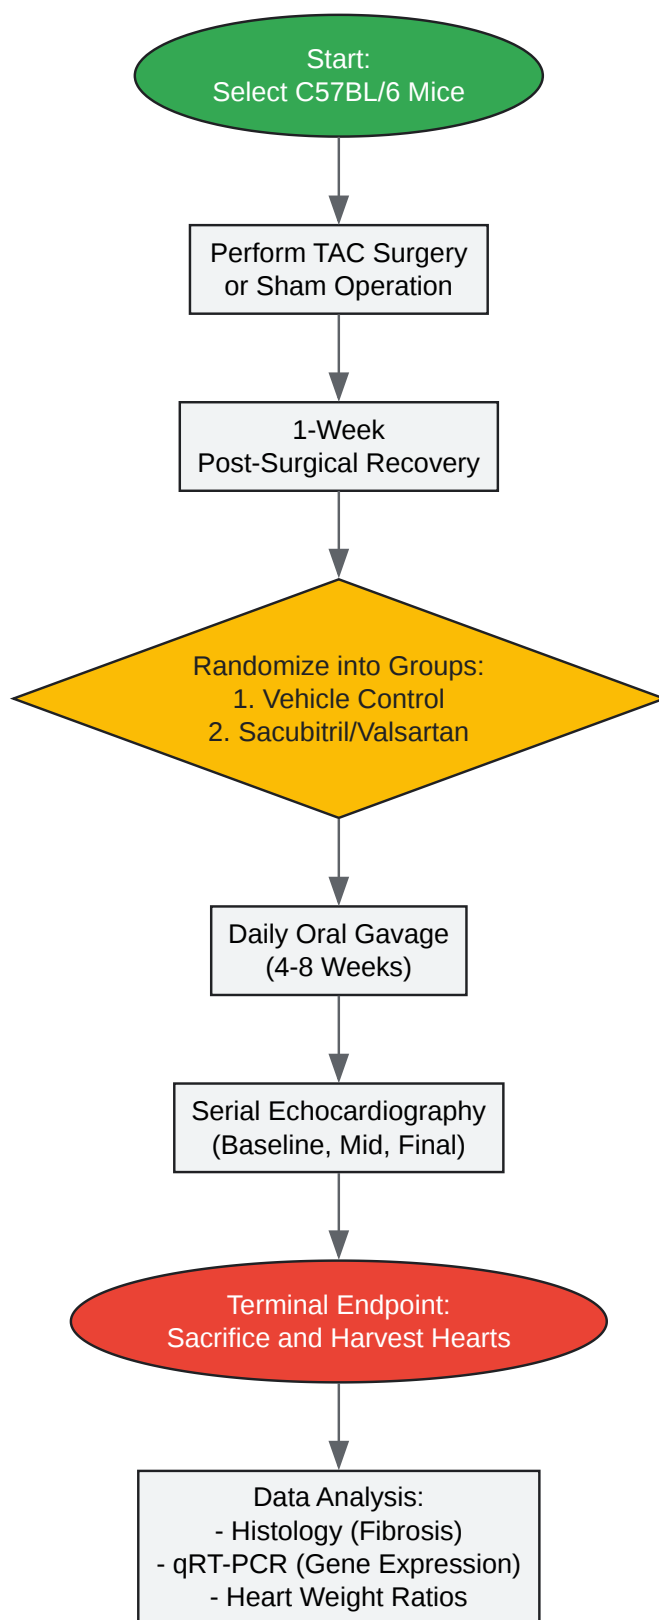 Start:
Select C57BL/6 Mice
Perform TAC Surgery
or Sham Operation
1-Week
Post-Surgical Recovery
Randomize into Groups:
1. Vehicle Control
2. Sacubitril/Valsartan
Daily Oral Gavage
(4-8 Weeks)
Serial Echocardiography
(Baseline, Mid, Final)
Terminal Endpoint:
Sacrifice and Harvest Hearts
Data Analysis:
- Histology (Fibrosis)
- qRT-PCR (Gene Expression)
- Heart Weight Ratios